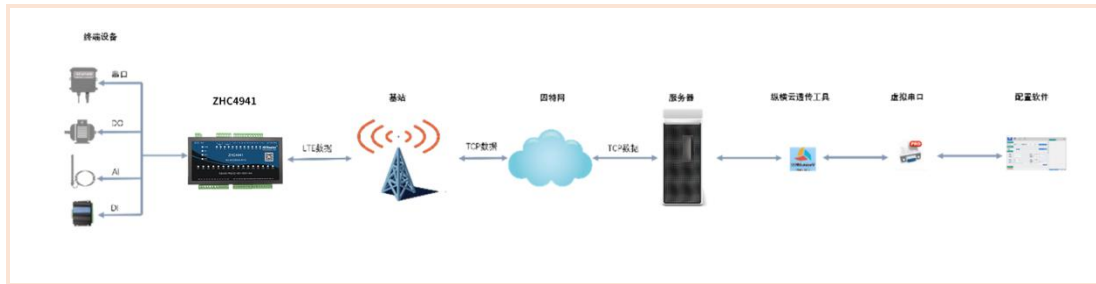 终端设备
串口
DO
AI
DI
ZHC4941
LTE数据
基站
TCP数据
因特网
TCP数据
服务器
纵横云透传工具
虚拟串口
配置软件